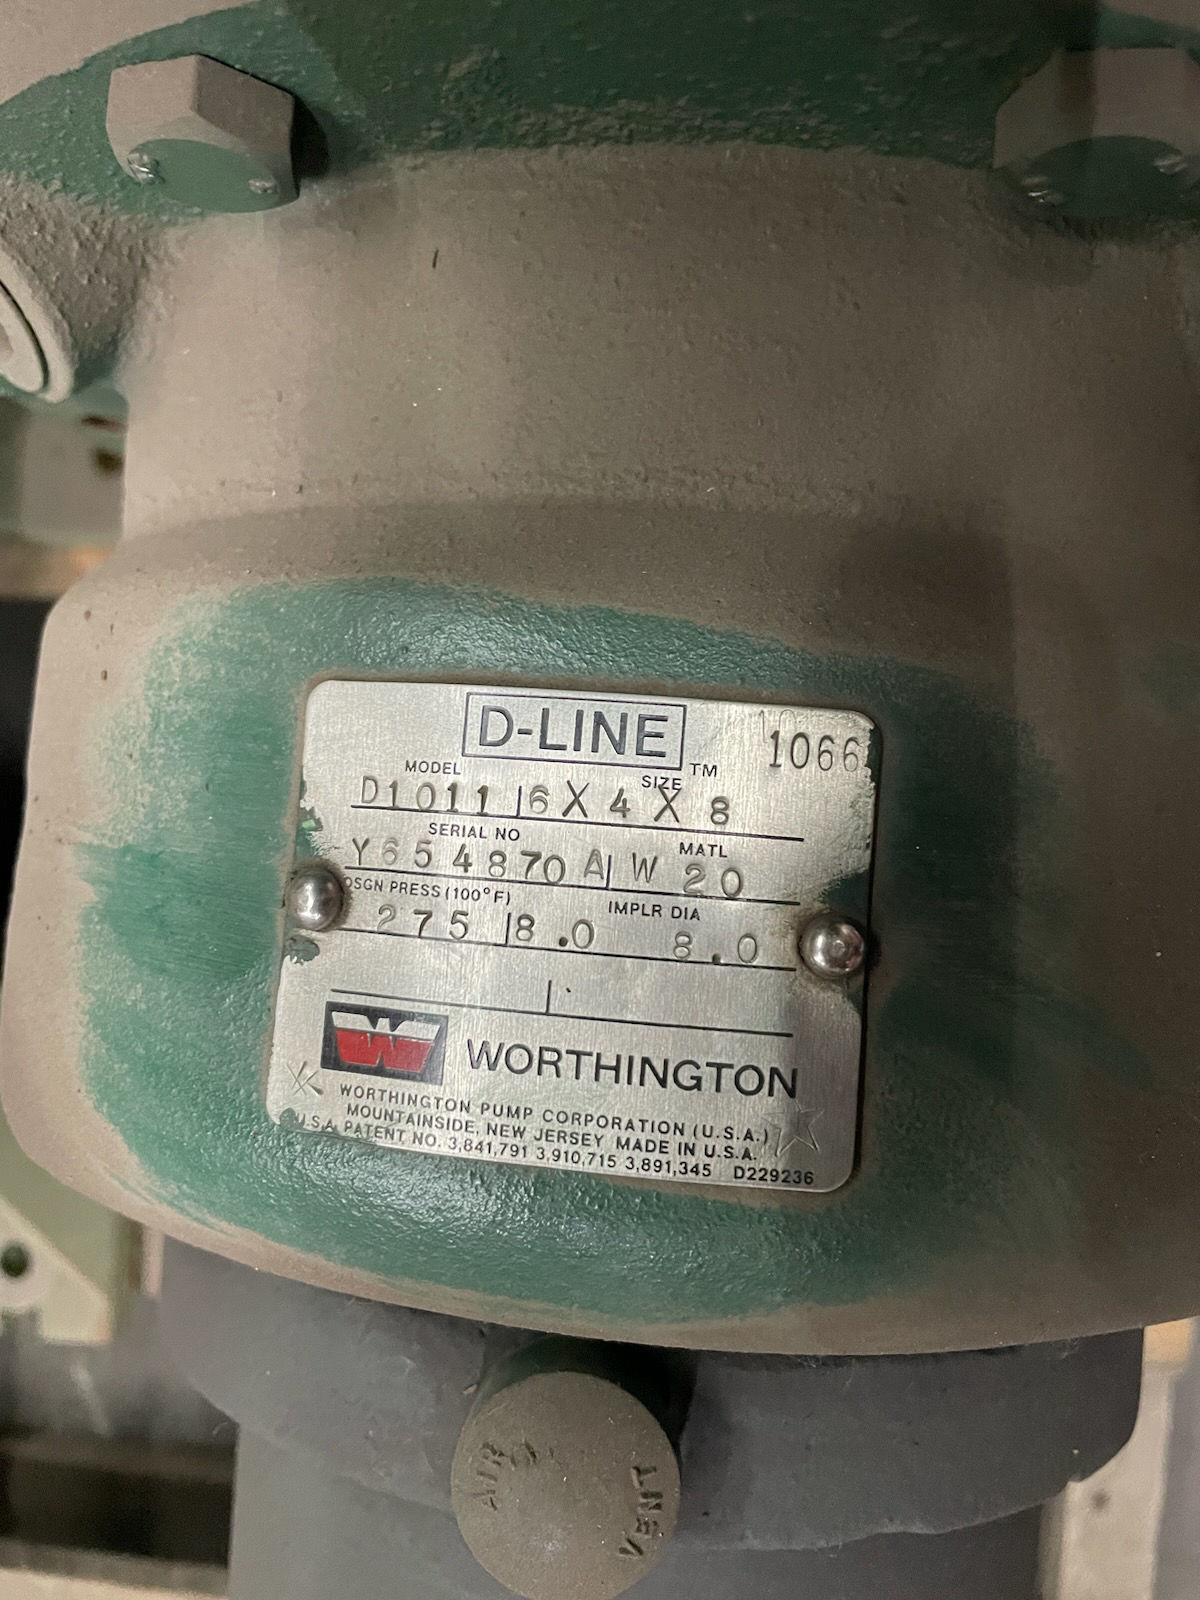 D-LINE TM 1066
MODEL SIZE
D1011 6X4X8
SERIAL NO MATL
Y654870A W20
DSGN PRESS (100°F) IMPLR DIA
275 8.0 8.0
W WORTHINGTON
WORTHINGTON PUMP CORPORATION (U.S.A.)
MOUNTAINSIDE, NEW JERSEY MADE IN U.S.A.
U.S.A. PATENT NO. 3,841,791 3,910,715 3,891,345 D229236
AIR
VENT